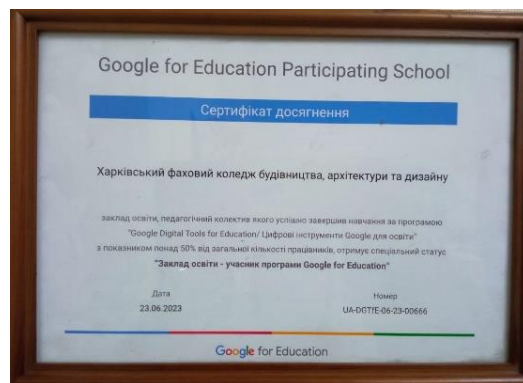 Google for Education Participating School
Сертифікат досягнення
Харківський фаховий коледж будівництва, архітектури та дизайну
заклад освіти, педагогічний колектив якого успішно завершив навчання за програмою
"Google Digital Tools for Education/ Цифрові інструменти Google для освіти"
з показником понад 50% від загальної кількості працівників, отримує спеціальний статус
"Заклад освіти - учасник програми Google for Education"
Дата
23.06.2023
Номер
UA-DGTfE-06-23-00666
Google for Education